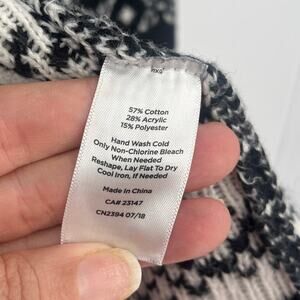 57% Cotton
28% Acrylic
15% Polyester
Hand Wash Cold
Only Non-Chlorine Bleach
When Needed
Reshape, Lay Flat To Dry
Cool Iron, If Needed
Made in China
CA# 23147
CN2394 07/18